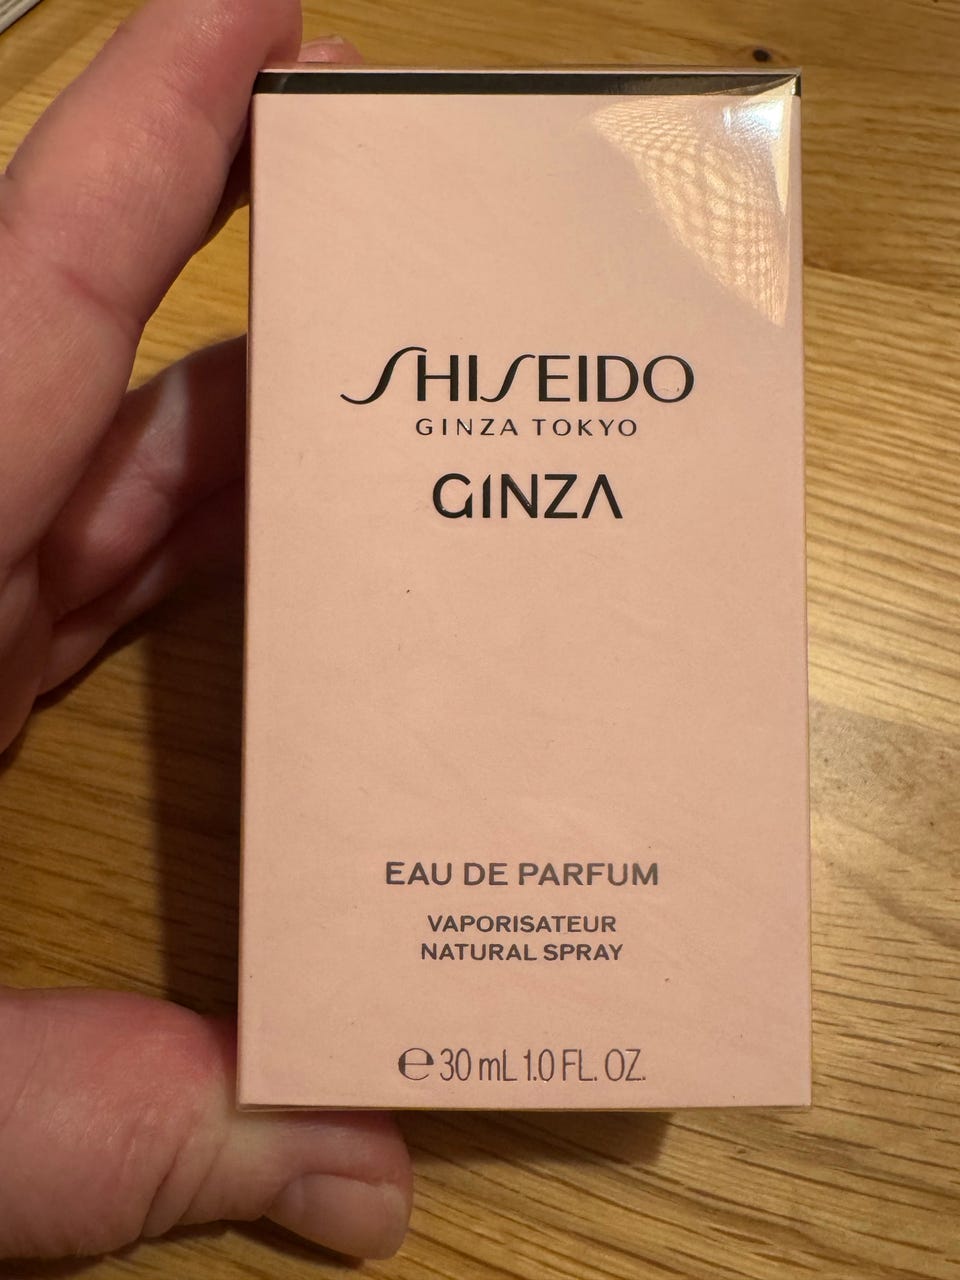 SHISEIDO
GINZA TOKYO
GINZA
EAU DE PARFUM
VAPORISATEUR
NATURAL SPRAY
℮ 30 mL 1.0 FL. OZ.